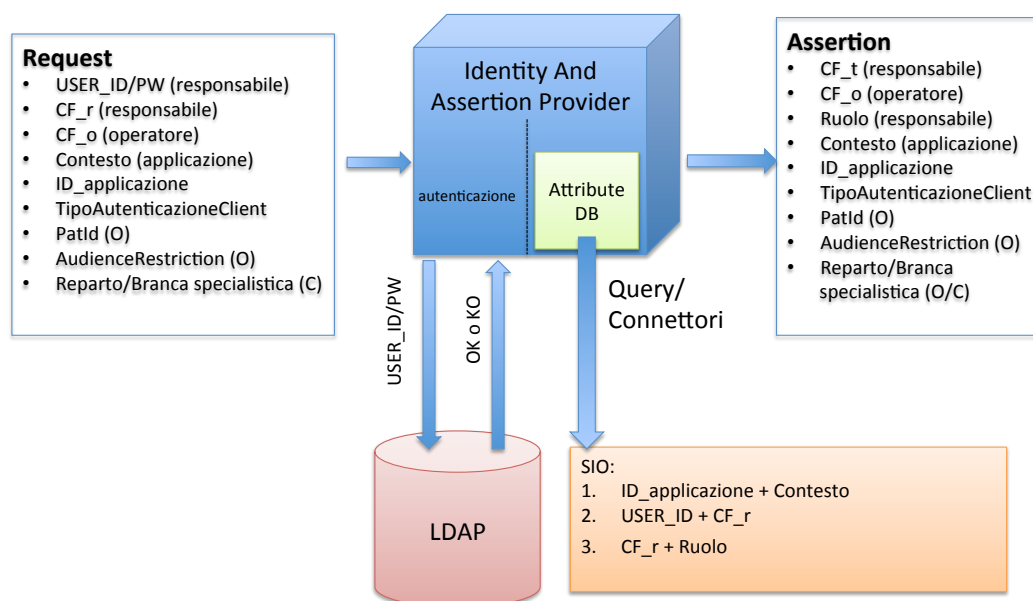 Request
• USER_ID/PW (responsabile)
• CF_r (responsabile)
• CF_o (operatore)
• Contesto (applicazione)
• ID_applicazione
• TipoAutenticazioneClient
• PatId (O)
• AudienceRestriction (O)
• Reparto/Branca specialistica (C)
Identity And
Assertion Provider
autenticazione
Attribute
DB
Assertion
• CF_t (responsabile)
• CF_o (operatore)
• Ruolo (responsabile)
• Contesto (applicazione)
• ID_applicazione
• TipoAutenticazioneClient
• PatId (O)
• AudienceRestriction (O)
• Reparto/Branca
specialistica (O/C)
USER_ID/PW
OK o KO
Query/
Connettori
LDAP
SIO:
1. ID_applicazione + Contesto
2. USER_ID + CF_r
3. CF_r + Ruolo